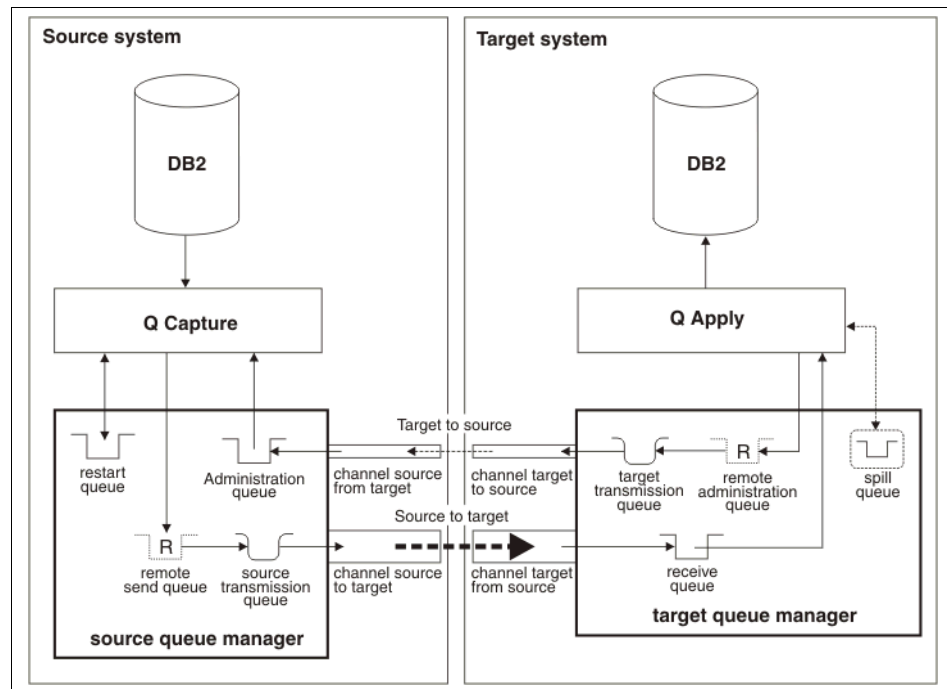 Source system
Target system
DB2
DB2
Q Capture
Q Apply
Target to source
restart
queue
Administration
queue
channel source
from target
channel target
to source
target
transmission
queue
R
remote
administration
queue
spill
queue
Source to target
R
remote
send queue
source
transmission
queue
channel source
to target
channel target
from source
receive
queue
source queue manager
target queue manager